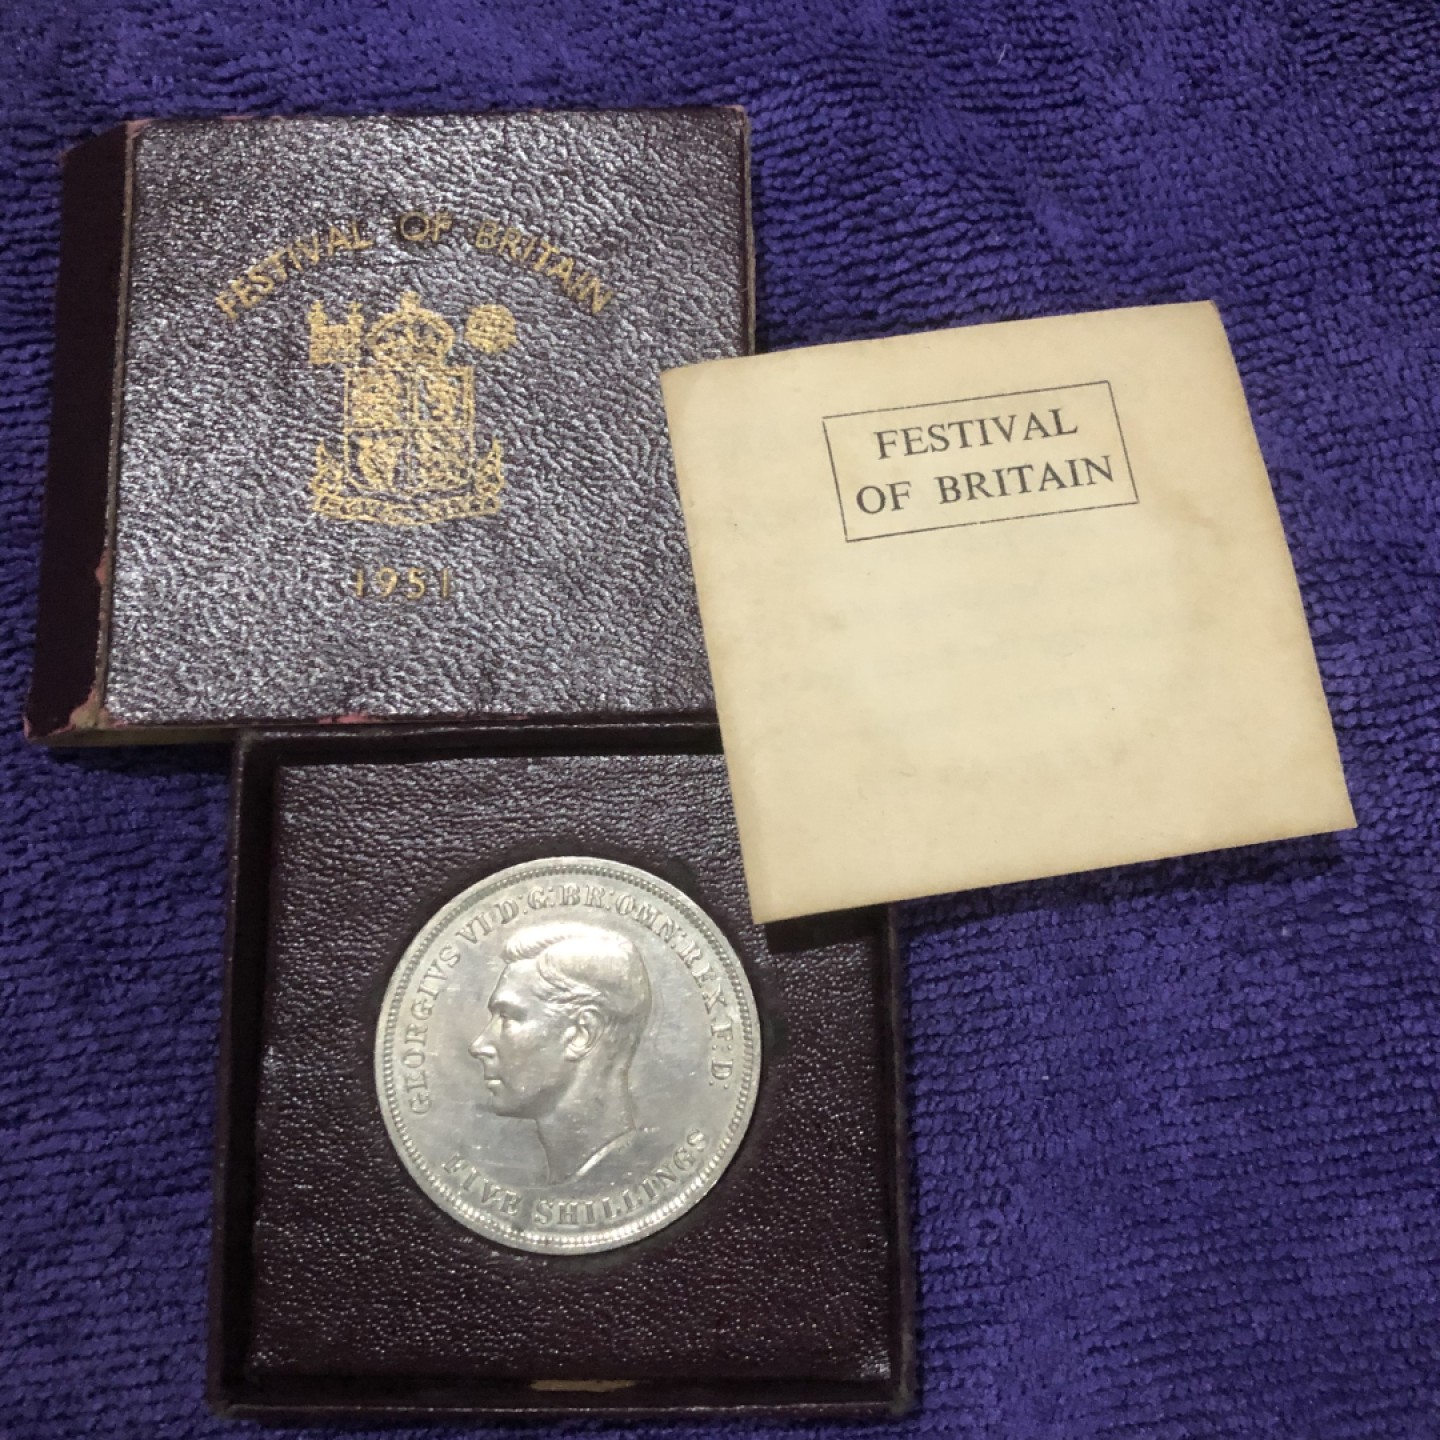 FESTIVAL OF BRITAIN
1951
FESTIVAL
OF BRITAIN
GEORGIVS VI D:G:BR:OMN:REX F:D:
FIVE SHILLINGS